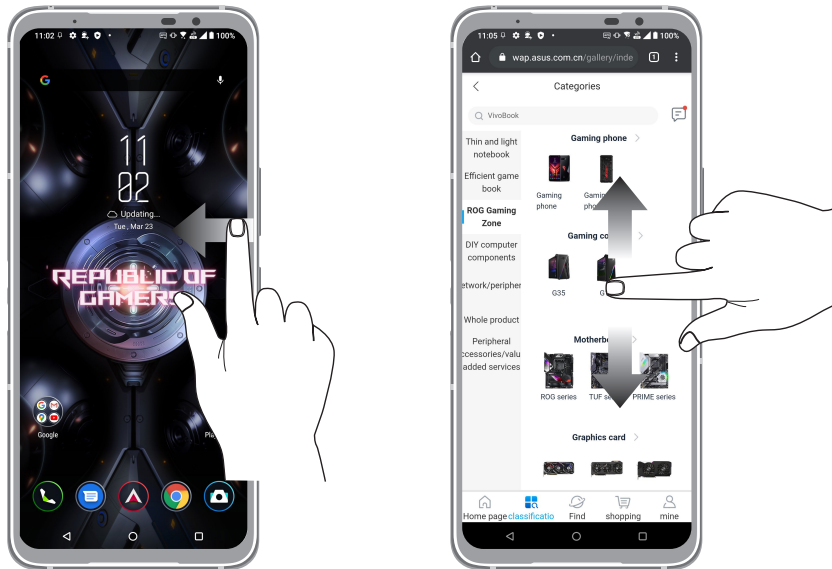 11:02
100%
11
02
Updating...
Tue, Mar 23
REPUBLIC OF
GAMERS
Google
Pla
11:05
100%
wap.asus.com.cn/gallery/inde
1
Categories
VivoBook
Thin and light
notebook
Efficient game
book
ROG Gaming
Zone
DIY computer
components
etwork/peripher
Whole product
Peripheral
ccessories/valu
added services
Gaming phone
Gaming
phone
Gamin
pho
Gaming co
G35
G
Motherbo
ROG series
TUF se
PRIME series
Graphics card
Home page
classificatio
Find
shopping
mine